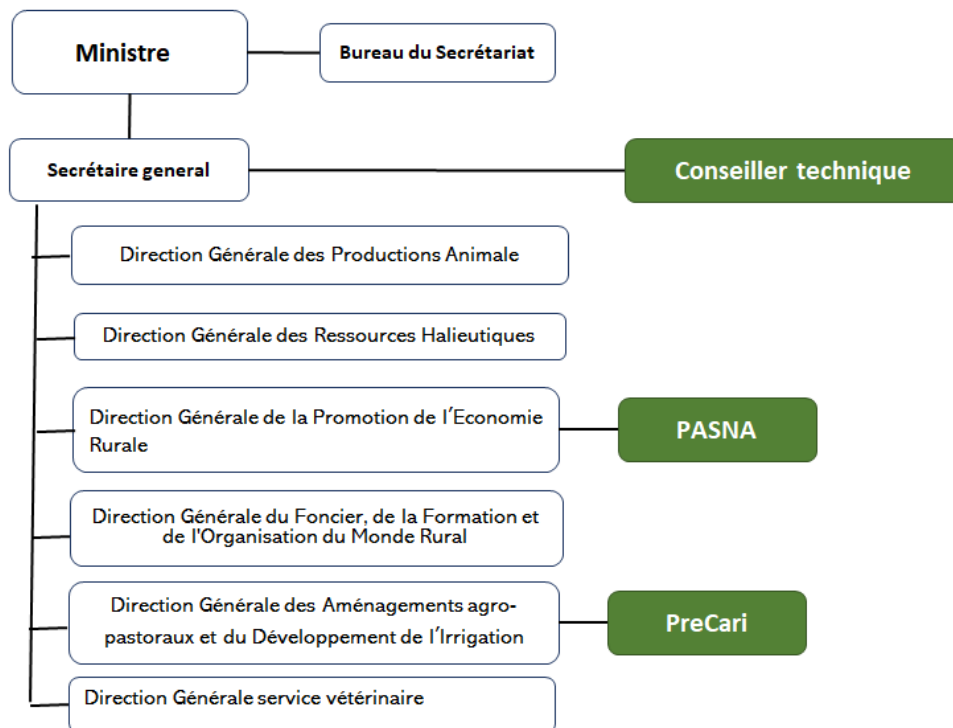 Ministre
Bureau du Secrétariat
Secrétaire general
Conseiller technique
Direction Générale des Productions Animale
Direction Générale des Ressources Halieutiques
Direction Générale de la Promotion de l'Economie
Rurale
PASNA
Direction Générale du Foncier, de la Formation et
de l'Organisation du Monde Rural
Direction Générale des Aménagements agro-
pastoraux et du Développement de l'Irrigation
PreCari
Direction Générale service vétérinaire